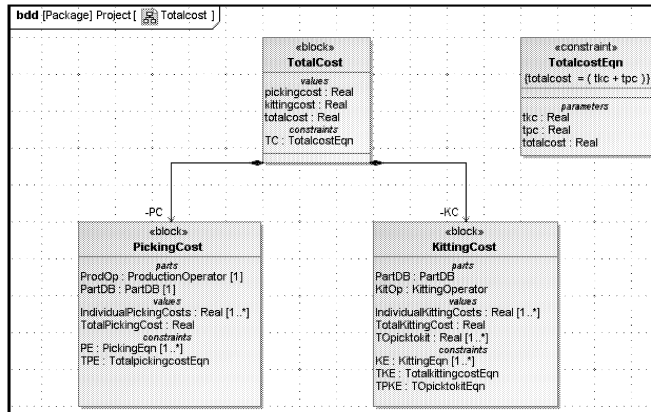 bdd [Package] Project [ Totalcost ]
«block»
TotalCost
values
pickingcost : Real
kittingcost : Real
totalcost : Real
constraints
TC : TotalcostEqn
«constraint»
TotalcostEqn
{totalcost = ( tkc + tpc )}
parameters
tkc : Real
tpc : Real
totalcost : Real
-PC
-KC
«block»
PickingCost
parts
ProdOp : ProductionOperator [1]
PartDB : PartDB [1]
values
IndividualPickingCosts : Real [1..*]
TotalPickingCost : Real
constraints
PE : PickingEqn [1..*]
TPE : TotalpickingcostEqn
«block»
KittingCost
parts
PartDB : PartDB
KitOp : KittingOperator
values
IndividualKittingCosts : Real [1..*]
TotalKittingCost : Real
TOpicktokit : Real [1..*]
constraints
KE : KittingEqn [1..*]
TKE : TotalkittingcostEqn
TPKE : TOpicktokitEqn